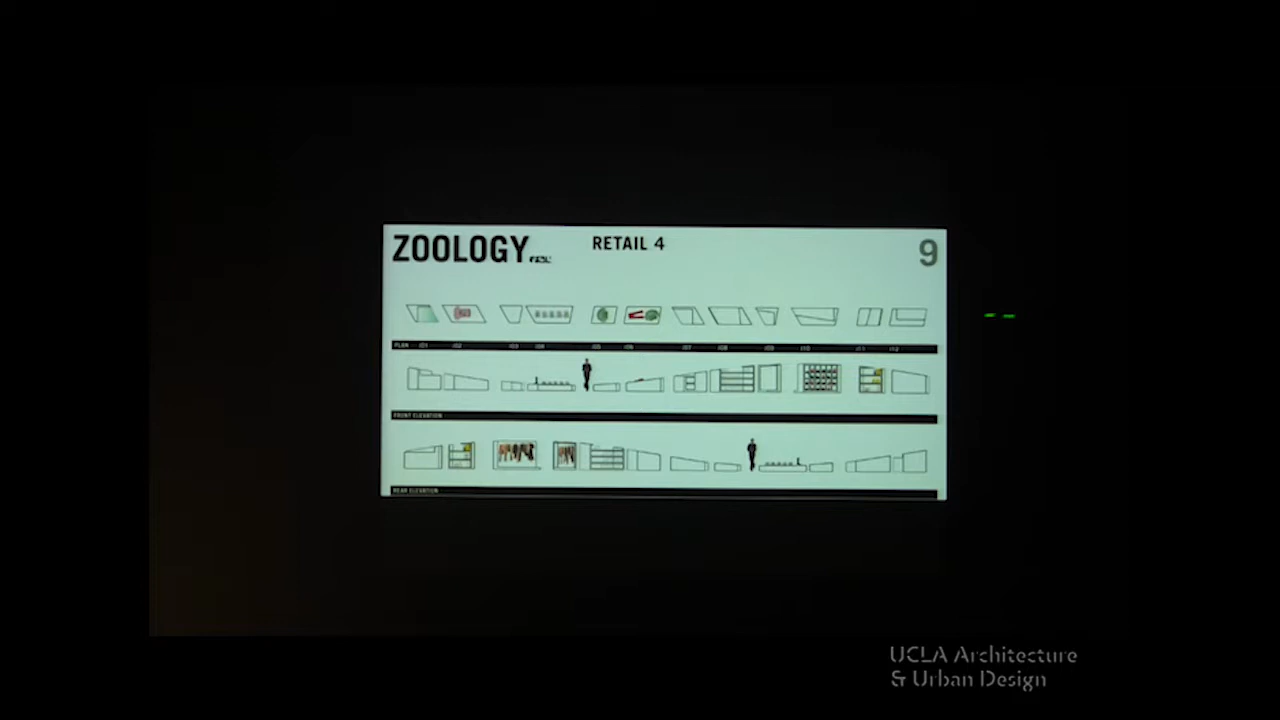 ZOOLOGY
RETAIL 4
9
PLAN
FRONT ELEVATION
REAR ELEVATION
UCLA Architecture
& Urban Design